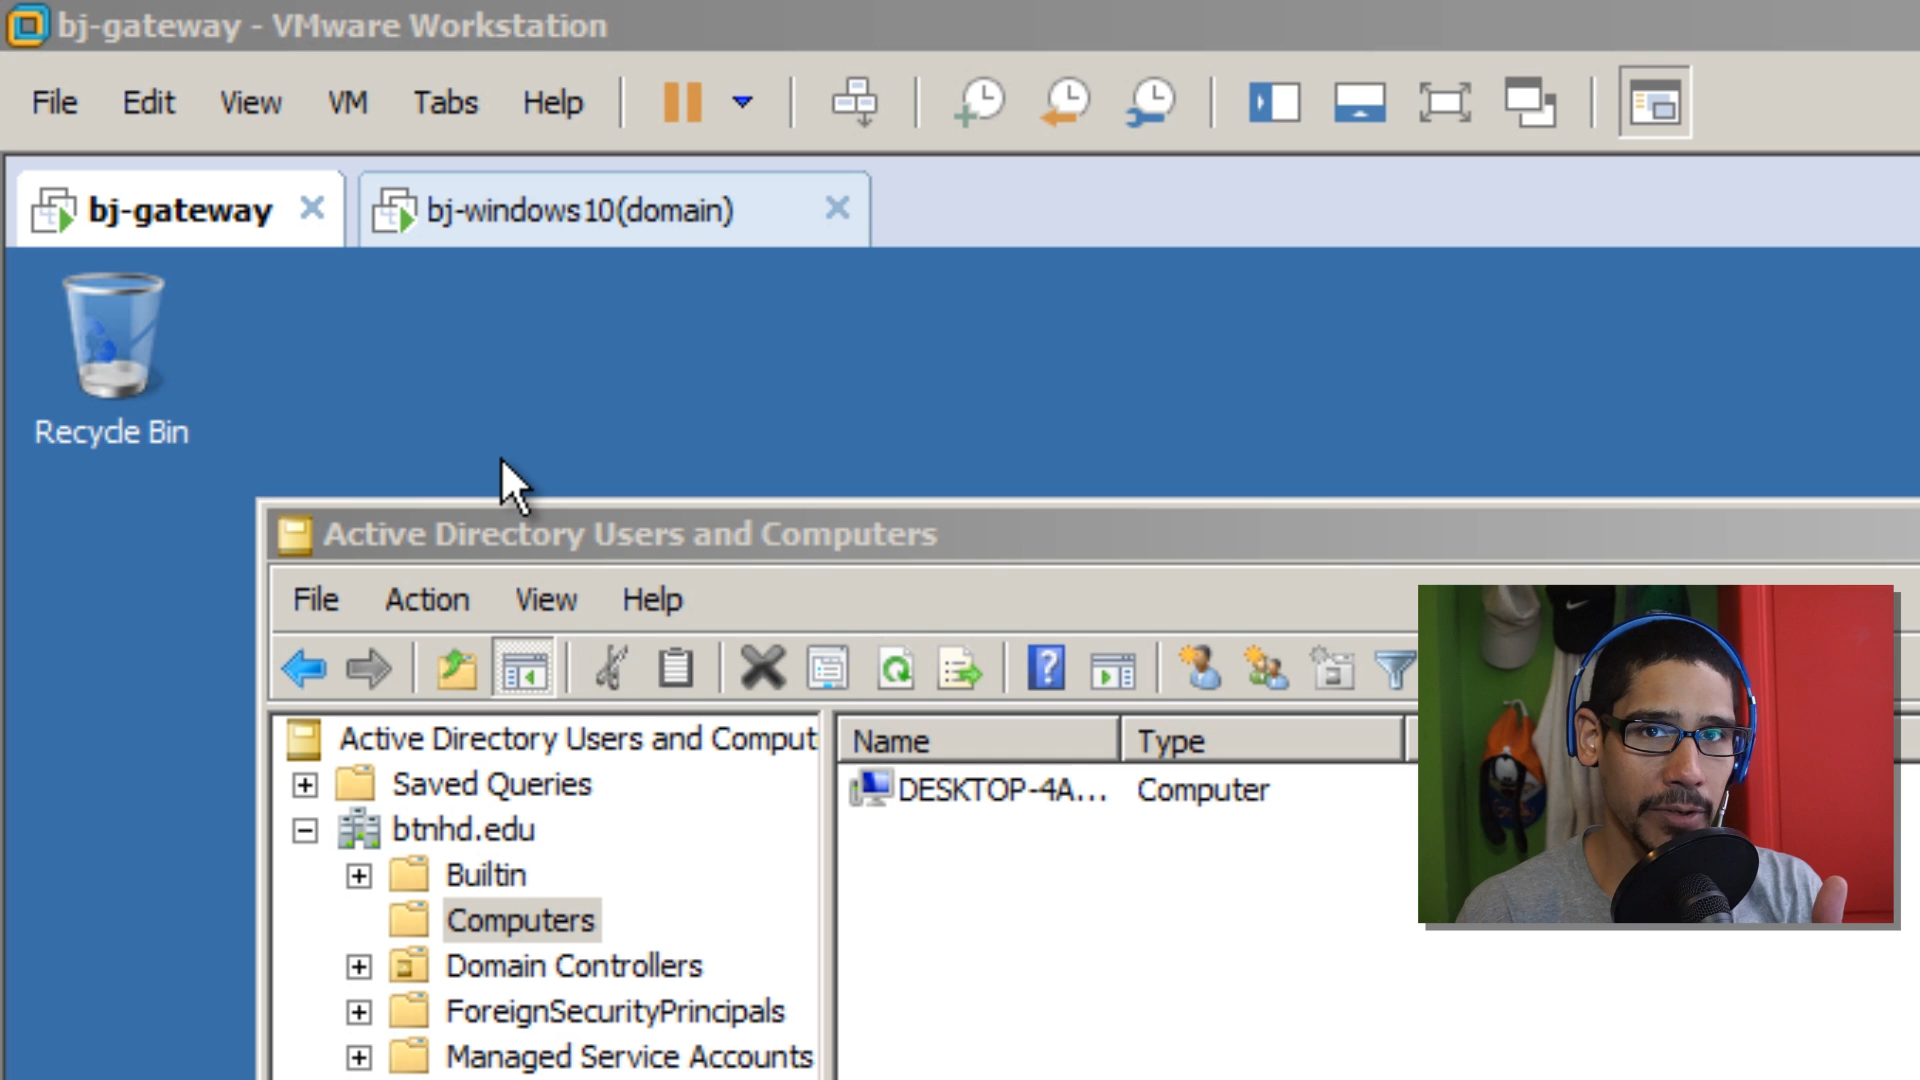 bj-gateway - VMware Workstation
File Edit View VM Tabs Help
bj-gateway bj-windows10(domain)
Recycle Bin
Active Directory Users and Computers
File Action View Help
Active Directory Users and Comput
Saved Queries
btnhd.edu
Builtin
Computers
Domain Controllers
ForeignSecurityPrincipals
Managed Service Accounts
Name Type
DESKTOP-4A... Computer